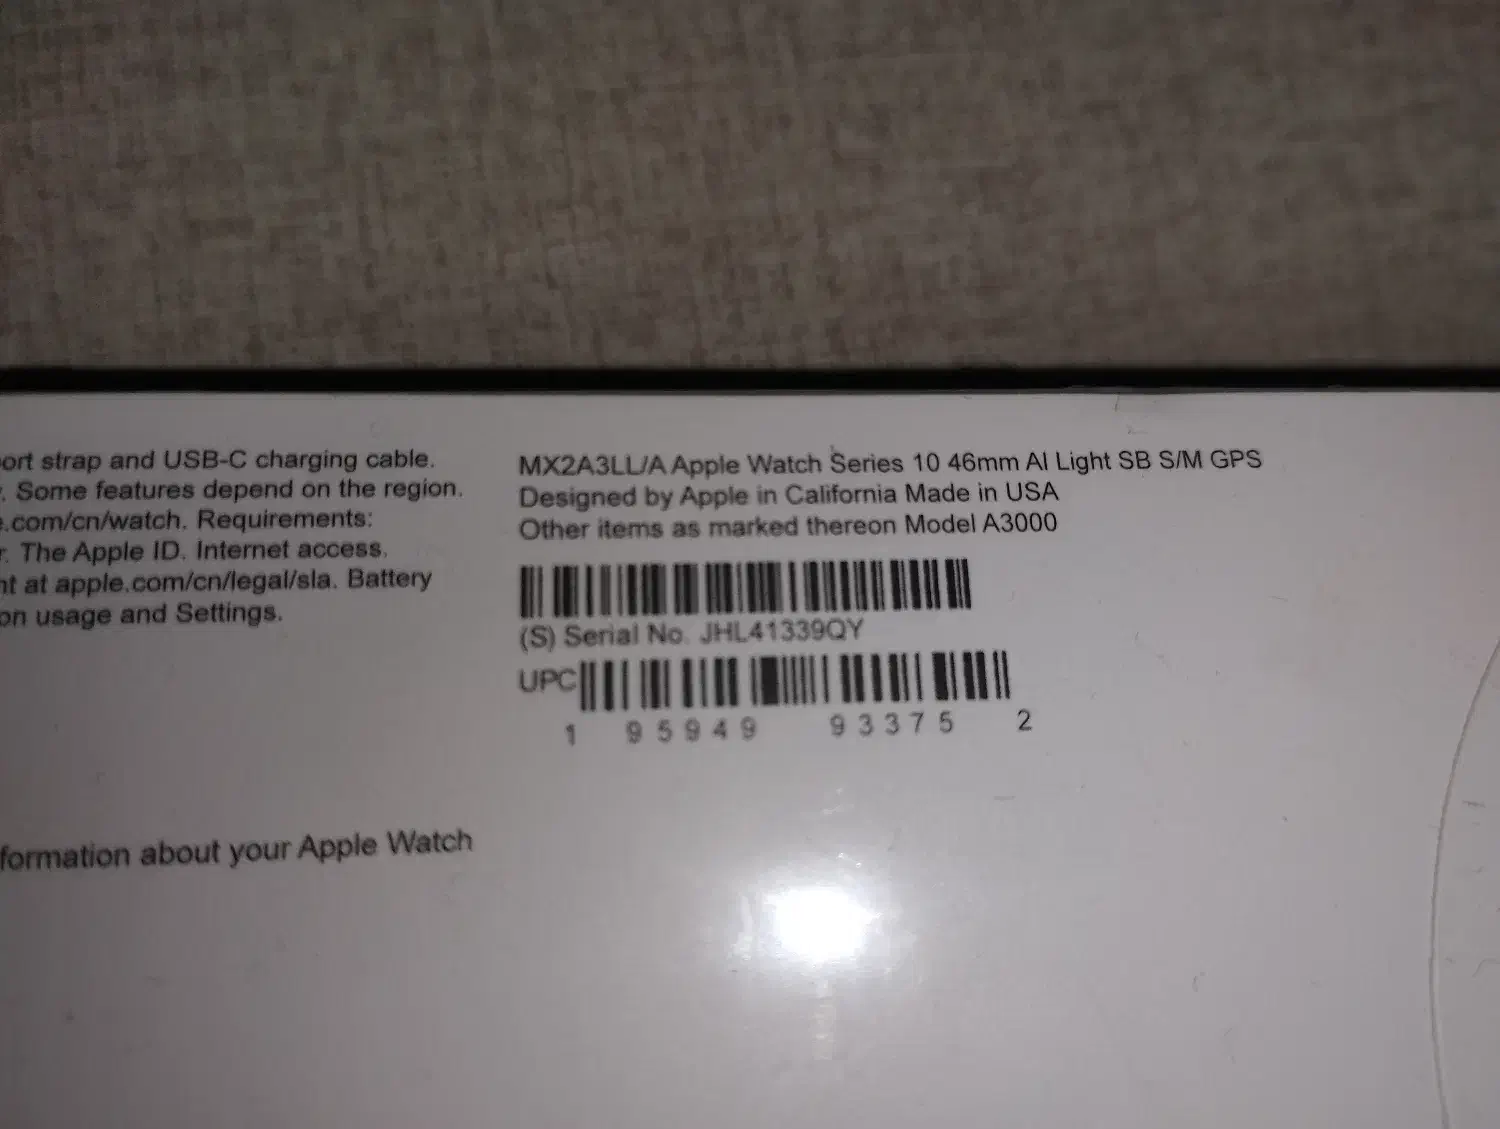 ort strap and USB-C charging cable.
. Some features depend on the region.
e.com/cn/watch. Requirements:
r. The Apple ID. Internet access.
nt at apple.com/cn/legal/sla. Battery
on usage and Settings.
formation about your Apple Watch
MX2A3LL/A Apple Watch Series 10 46mm Al Light SB S/M GPS
Designed by Apple in California Made in USA
Other items as marked thereon Model A3000
(S) Serial No. JHL41339QY
UPC
1 95949 93375 2